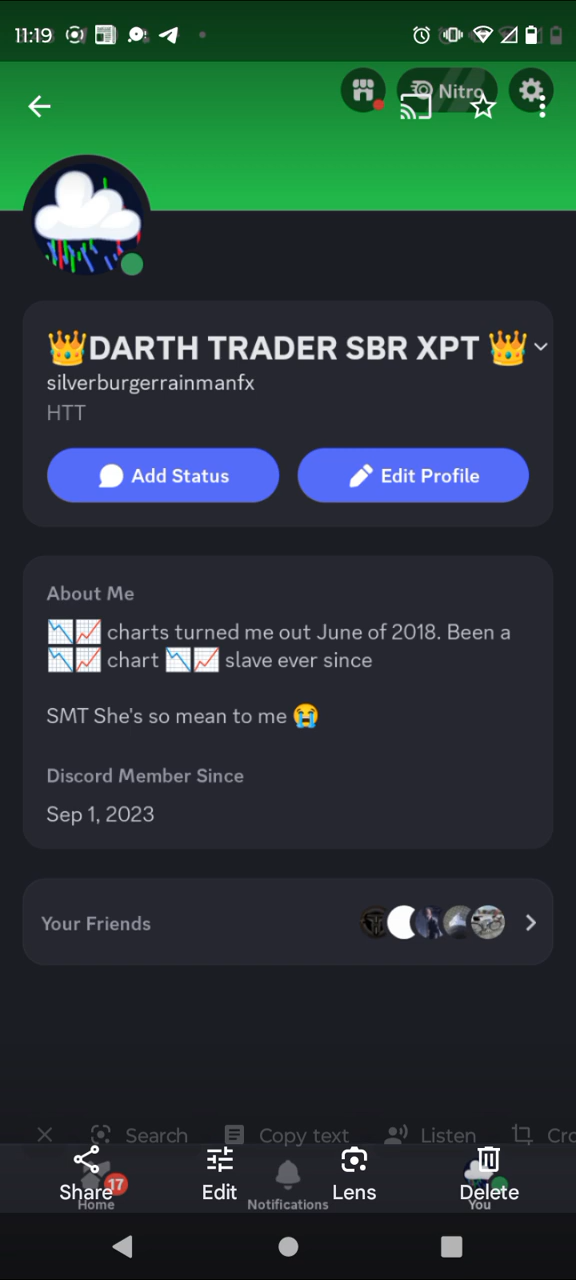 11:19
Nitro
👑DARTH TRADER SBR XPT 👑
silverburgerrainmanfx
HTT
Add Status
Edit Profile
About Me
📉📈 charts turned me out June of 2018. Been a
📉📈 chart 📉📈 slave ever since
SMT She's so mean to me 😭
Discord Member Since
Sep 1, 2023
Your Friends
Search Copy text Listen Cro
17
Share Edit Lens Delete
Home Notifications You